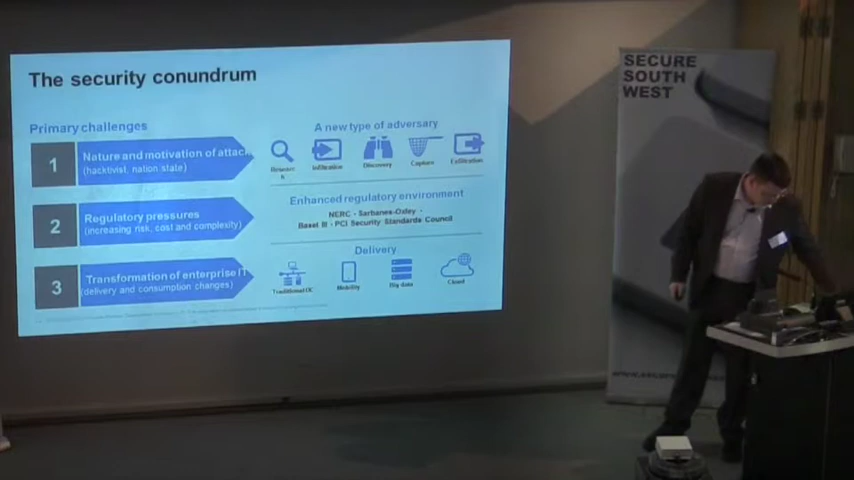 The security conundrum
Primary challenges
1
Nature and motivation of attack
(hacktivist, nation state)
2
Regulatory pressures
(increasing risk, cost and complexity)
3
Transformation of enterprise IT
(delivery and consumption changes)
A new type of adversary
Infiltration
Discovery
Capture
Exfiltration
Enhanced regulatory environment
NERC - Sarbanes-Oxley -
Basel III - PCI Security Standards Council
Delivery
Traditional DC
Mobility
Big data
Cloud
SECURE
SOUTH
WEST